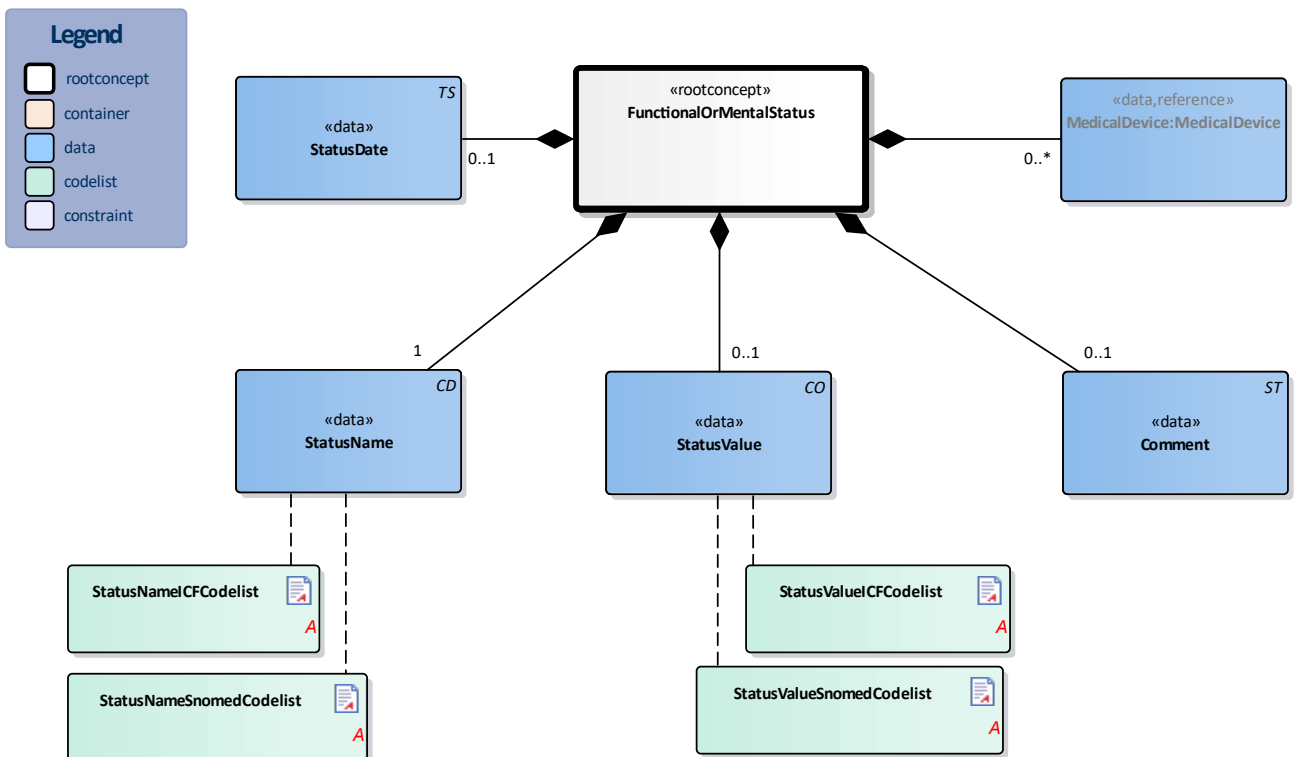 Legend
rootconcept
container
data
codelist
constraint
TS
«data»
StatusDate
0..1
«rootconcept»
FunctionalOrMentalStatus
«data,reference»
MedicalDevice:MedicalDevice
0..*
1
0..1
0..1
CD
«data»
StatusName
CO
«data»
StatusValue
ST
«data»
Comment
StatusNameICFCodelist
A
StatusValueICFCodelist
A
StatusNameSnomedCodelist
A
StatusValueSnomedCodelist
A